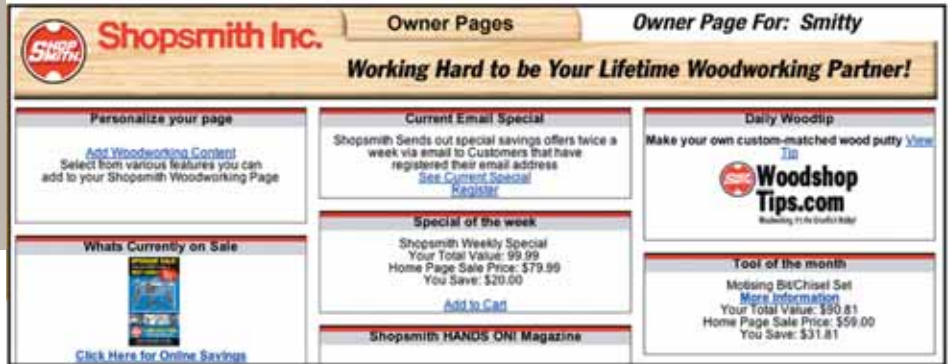 SHOP
SMITH
Shopsmith Inc.
Owner Pages
Owner Page For: Smitty
Working Hard to be Your Lifetime Woodworking Partner!
Personalize your page
Add Woodworking Content
Select from various features you can
add to your Shopsmith Woodworking Page
Whats Currently on Sale
UPGRADE SALE!
Click Here for Online Savings
Current Email Special
Shopsmith Sends out special savings offers twice a
week via email to Customers that have
registered their email address
See Current Special
Register
Special of the week
Shopsmith Weekly Special
Your Total Value: 99.99
Home Page Sale Price: $79.99
You Save: $20.00
Add to Cart
Shopsmith HANDS ON! Magazine
Daily Woodtip
Make your own custom-matched wood putty View
Tip
Woodshop
Tips.com
Tool of the month
Motising Bit/Chisel Set
More Information
Your Total Value: $90.81
Home Page Sale Price: $59.00
You Save: $31.81